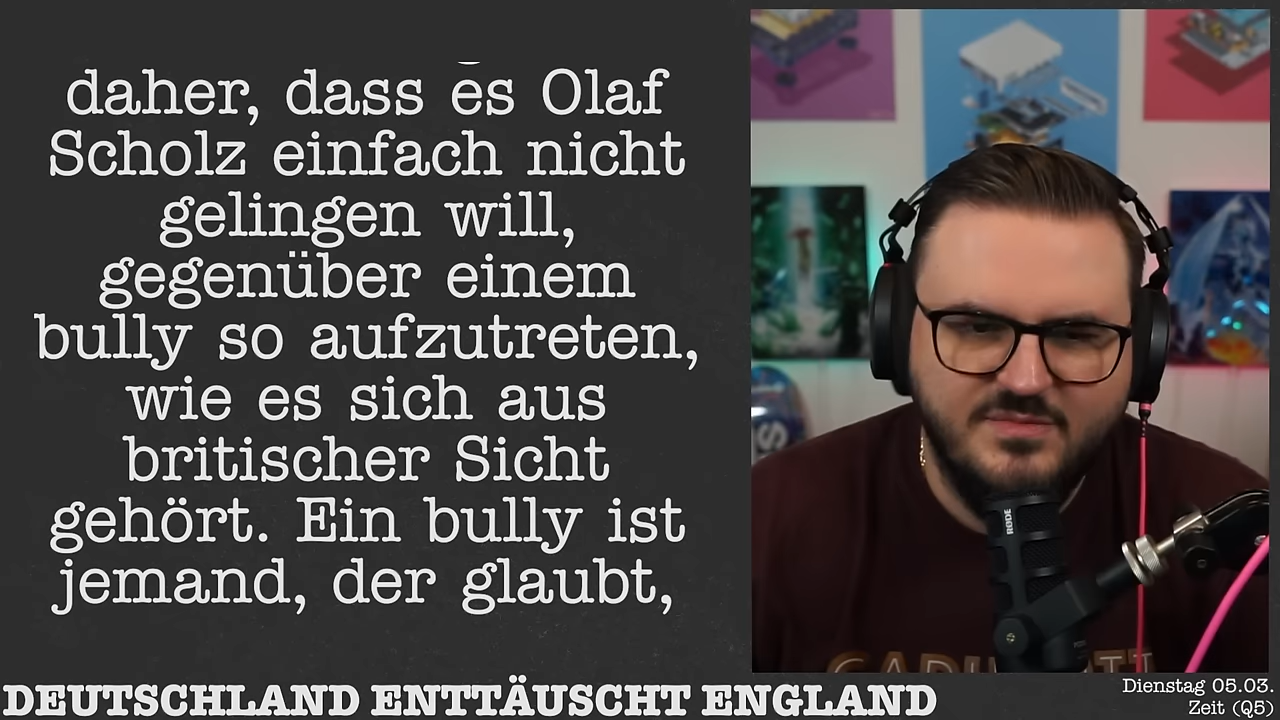 daher, dass es Olaf
Scholz einfach nicht
gelingen will,
gegenüber einem
bully so aufzutreten,
wie es sich aus
britischer Sicht
gehört. Ein bully ist
jemand, der glaubt,
RØDE
DEUTSCHLAND ENTTÄUSCHT ENGLAND
Dienstag 05.03.
Zeit (Q5)